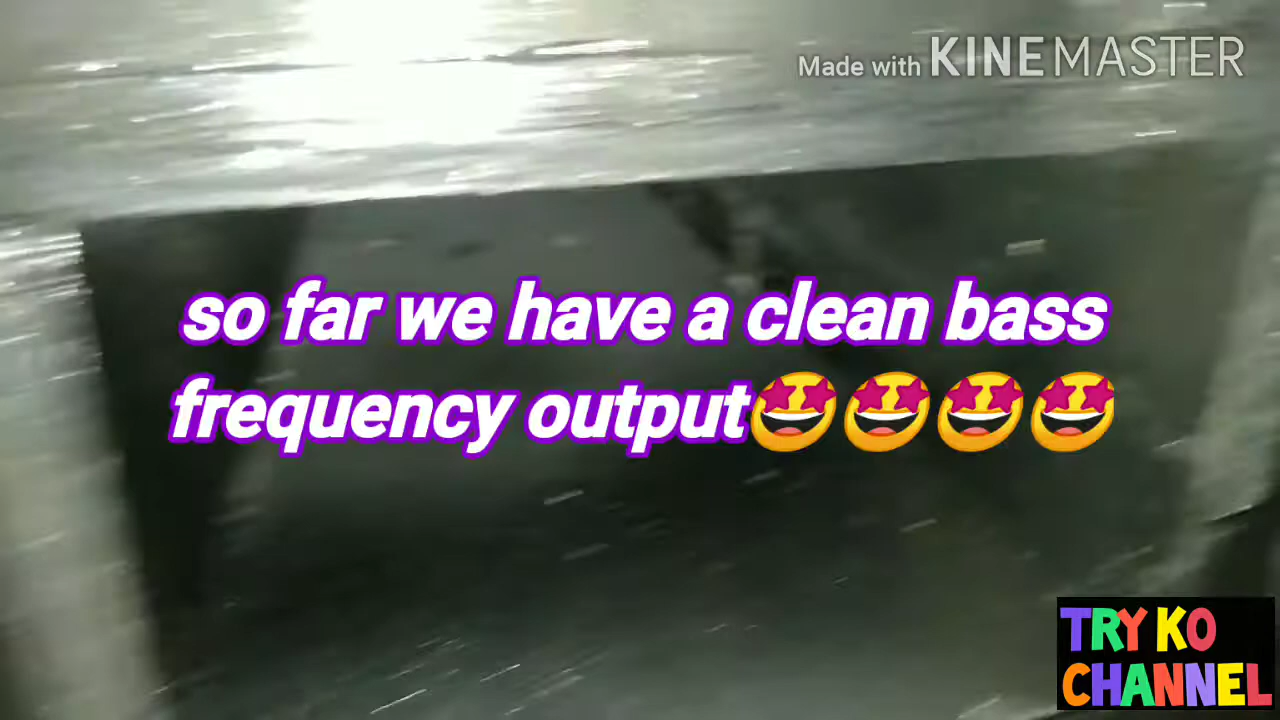 Made with KINEMASTER
so far we have a clean bass
frequency output🤩🤩🤩🤩
TRY KO
CHANNEL